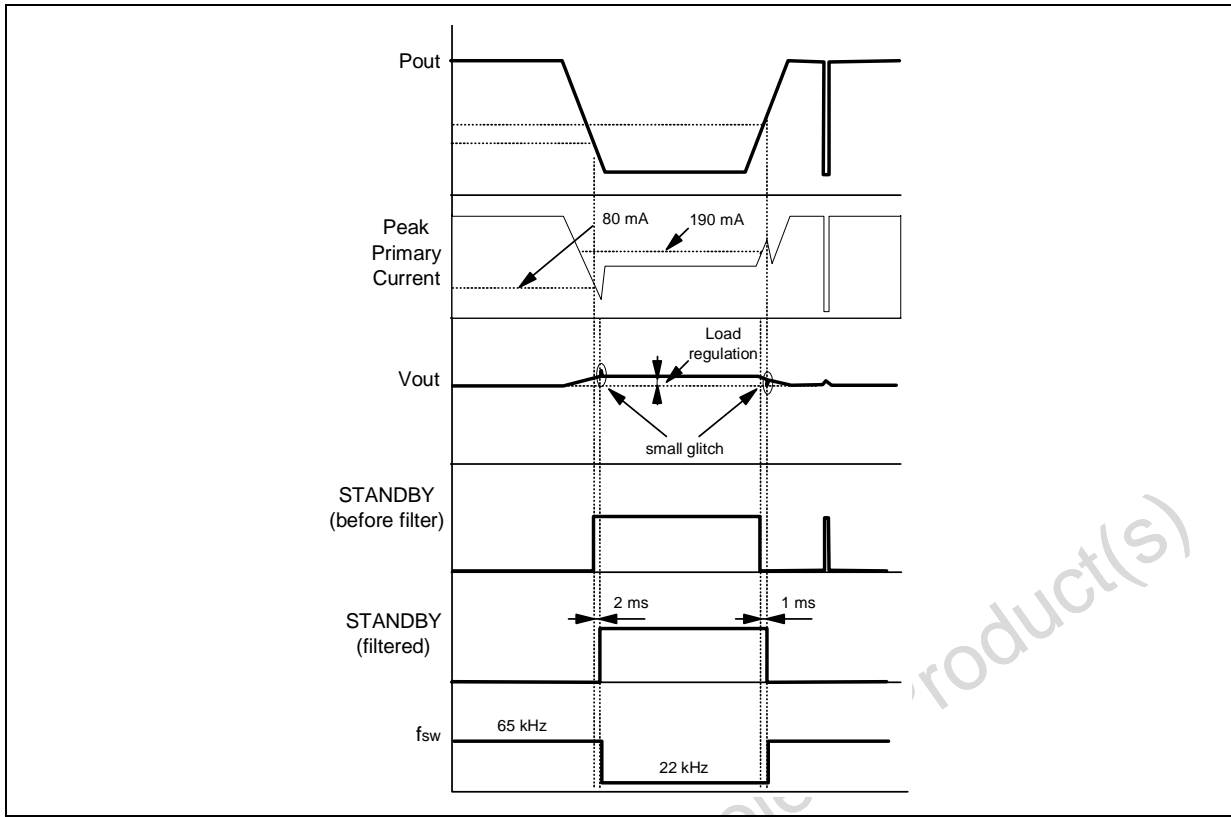 Pout
80 mA
190 mA
Peak
Primary
Current
Load
regulation
Vout
small glitch
STANDBY
(before filter)
2 ms
1 ms
STANDBY
(filtered)
fsw
65 kHz
22 kHz
roduct(s)